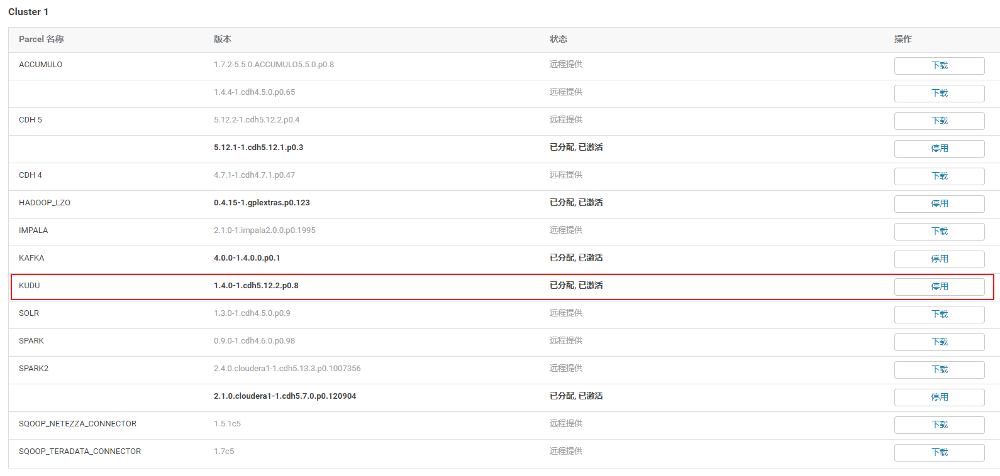 Cluster 1
Parcel 名称 版本 状态 操作
ACCUMULO 1.7.2-5.5.0.ACCUMULO5.5.0.p0.8 远程提供 下载
1.4.4-1.cdh4.5.0.p0.65 远程提供 下载
CDH 5 5.12.2-1.cdh5.12.2.p0.4 远程提供 下载
5.12.1-1.cdh5.12.1.p0.3 已分配, 已激活 停用
CDH 4 4.7.1-1.cdh4.7.1.p0.47 远程提供 下载
HADOOP_LZO 0.4.15-1.gplextras.p0.123 已分配, 已激活 停用
IMPALA 2.1.0-1.impala2.0.0.p0.1995 远程提供 下载
KAFKA 4.0.0-1.4.0.0.p0.1 已分配, 已激活 停用
KUDU 1.4.0-1.cdh5.12.2.p0.8 已分配, 已激活 停用
SOLR 1.3.0-1.cdh4.5.0.p0.9 远程提供 下载
SPARK 0.9.0-1.cdh4.6.0.p0.98 远程提供 下载
SPARK2 2.4.0.cloudera1-1.cdh5.13.3.p0.1007356 远程提供 下载
2.1.0.cloudera1-1.cdh5.7.0.p0.120904 已分配, 已激活 停用
SQOOP_NETEZZA_CONNECTOR 1.5.1c5 远程提供 下载
SQOOP_TERADATA_CONNECTOR 1.7c5 远程提供 下载